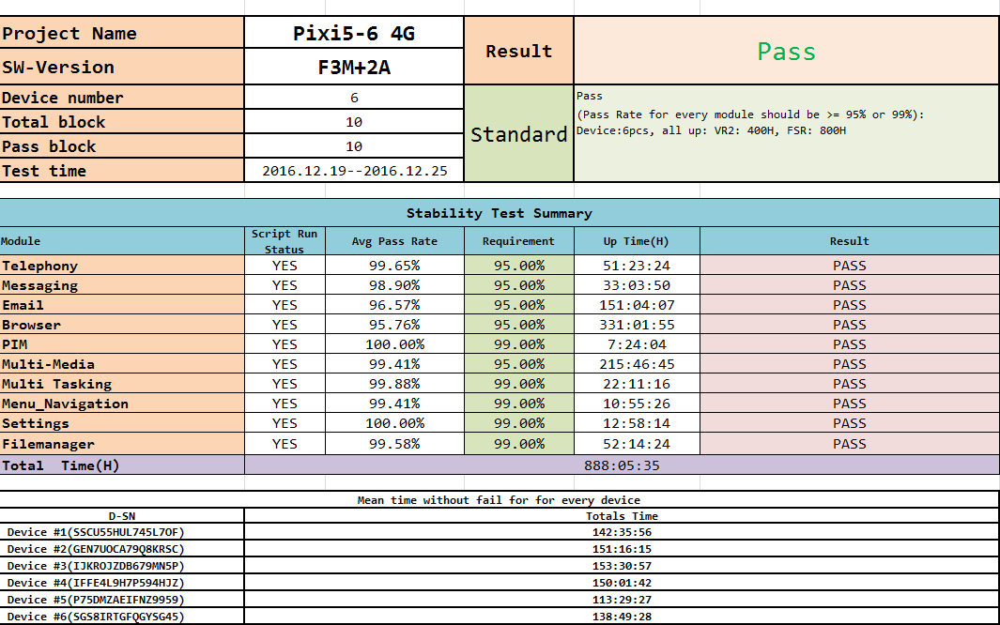 Project Name Pixi5-6 4G Result Pass
SW-Version F3M+2A
Device number 6 Standard Pass
(Pass Rate for every module should be >= 95% or 99%):
Device:6pcs, all up: VR2: 400H, FSR: 800H
Total block 10
Pass block 10
Test time 2016.12.19--2016.12.25
Stability Test Summary
Module Script Run Status Avg Pass Rate Requirement Up Time(H) Result
Telephony YES 99.65% 95.00% 51:23:24 PASS
Messaging YES 98.90% 95.00% 33:03:50 PASS
Email YES 96.57% 95.00% 151:04:07 PASS
Browser YES 95.76% 95.00% 331:01:55 PASS
PIM YES 100.00% 99.00% 7:24:04 PASS
Multi-Media YES 99.41% 95.00% 215:46:45 PASS
Multi Tasking YES 99.88% 99.00% 22:11:16 PASS
Menu_Navigation YES 99.41% 99.00% 10:55:26 PASS
Settings YES 100.00% 99.00% 12:58:14 PASS
Filemanager YES 99.58% 99.00% 52:14:24 PASS
Total Time(H) 888:05:35
Mean time without fail for for every device
D-SN Totals Time
Device #1(SSCU55HUL745L7OF) 142:35:56
Device #2(GEN7UOCA79Q8KRSC) 151:16:15
Device #3(IJKROJZDB679MN5P) 153:30:57
Device #4(IFFE4L9H7P594HJZ) 150:01:42
Device #5(P75DMZAEIFNZ9959) 113:29:27
Device #6(SGS8IRTGFQGYSG45) 138:49:28